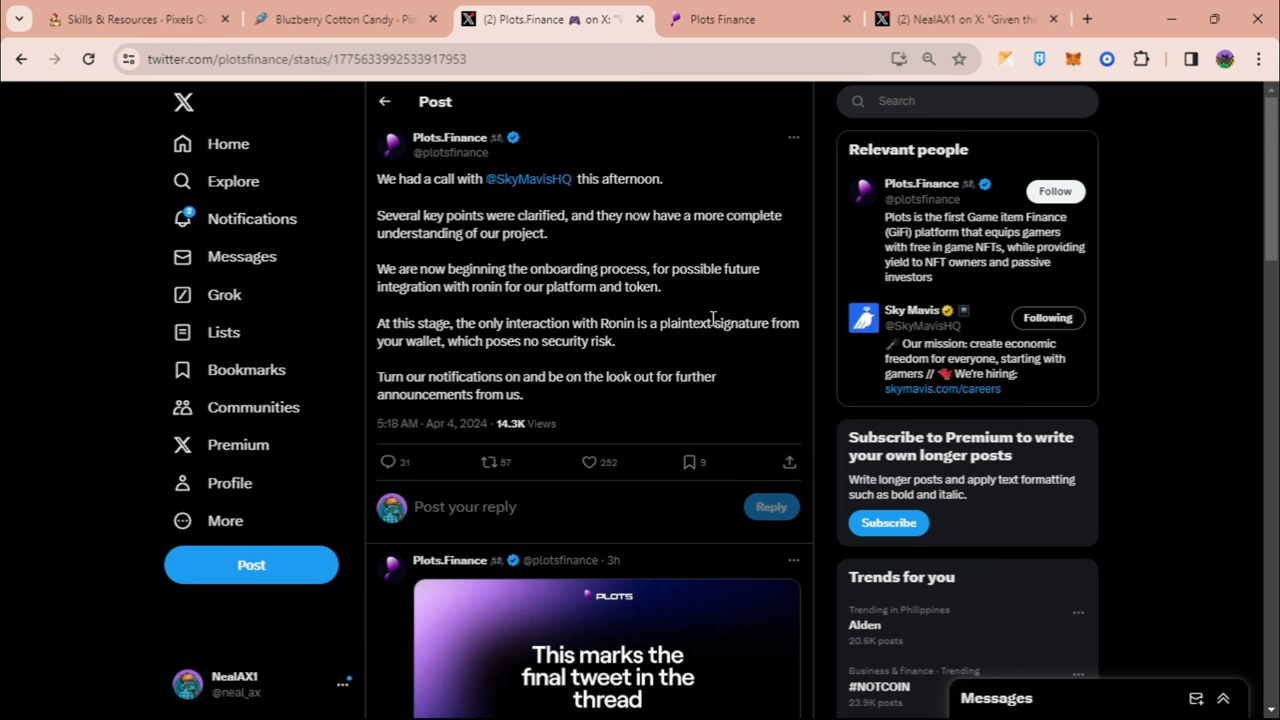 Skills & Resources - Pixels O
Bluzberry Cotton Candy - Pix
(2) Plots.Finance 🎮 on X: "V
Plots Finance
(2) NealAX1 on X: "Given tha
twitter.com/plotsfinance/status/1775633992533917953
Home
Explore
2
Notifications
Messages
Grok
Lists
Bookmarks
Communities
Premium
Profile
More
Post
NealAX1
@neal_ax
Post
Plots.Finance
@plotsfinance
We had a call with @SkyMavisHQ this afternoon.
Several key points were clarified, and they now have a more complete
understanding of our project.
We are now beginning the onboarding process, for possible future
integration with ronin for our platform and token.
At this stage, the only interaction with Ronin is a plaintext signature from
your wallet, which poses no security risk.
Turn our notifications on and be on the look out for further
announcements from us.
5:18 AM · Apr 4, 2024 · 14.3K Views
31
57
252
9
Post your reply
Reply
Plots.Finance @plotsfinance · 3h
PLOTS
This marks the
final tweet in the
thread
Search
Relevant people
Plots.Finance
@plotsfinance
Follow
Plots is the first Game item Finance
(GiFi) platform that equips gamers
with free in game NFTs, while providing
yield to NFT owners and passive
investors
Sky Mavis
@SkyMavisHQ
Following
Our mission: create economic
freedom for everyone, starting with
gamers // We're hiring:
skymavis.com/careers
Subscribe to Premium to write
your own longer posts
Write longer posts and apply text formatting
such as bold and italic.
Subscribe
Trends for you
Trending in Philippines
Alden
20.6K posts
Business & finance · Trending
#NOTCOIN
23.9K posts
Messages